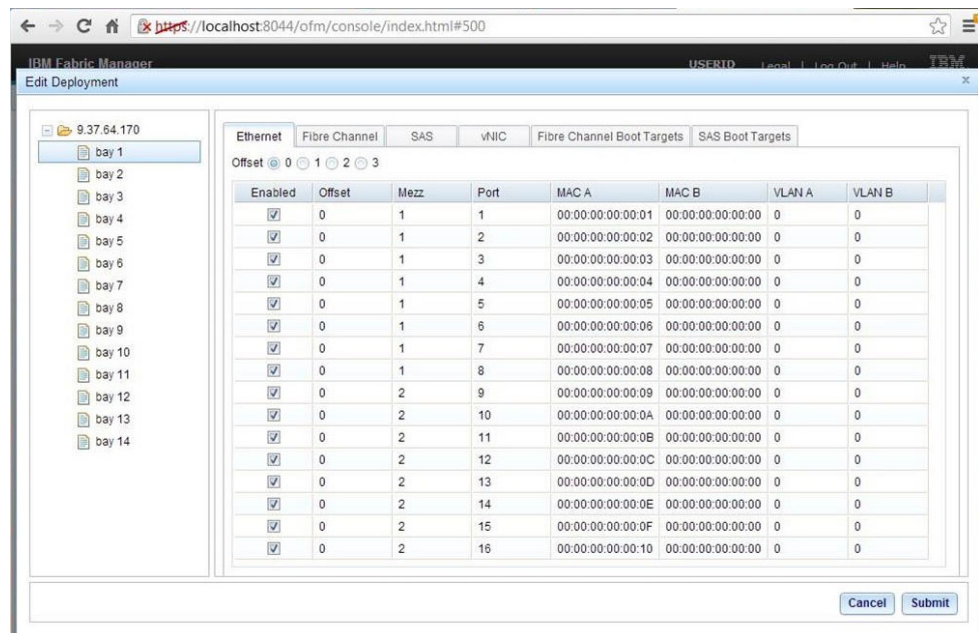 https://localhost:8044/ofm/console/index.html#500
IBM Fabric Manager USERID Legal | Log Out | Help IBM
Edit Deployment x
9.37.64.170
bay 1
bay 2
bay 3
bay 4
bay 5
bay 6
bay 7
bay 8
bay 9
bay 10
bay 11
bay 12
bay 13
bay 14
Ethernet Fibre Channel SAS vNIC Fibre Channel Boot Targets SAS Boot Targets
Offset 0 1 2 3
Enabled Offset Mezz Port MAC A MAC B VLAN A VLAN B
0 1 1 00:00:00:00:00:01 00:00:00:00:00:00 0 0
0 1 2 00:00:00:00:00:02 00:00:00:00:00:00 0 0
0 1 3 00:00:00:00:00:03 00:00:00:00:00:00 0 0
0 1 4 00:00:00:00:00:04 00:00:00:00:00:00 0 0
0 1 5 00:00:00:00:00:05 00:00:00:00:00:00 0 0
0 1 6 00:00:00:00:00:06 00:00:00:00:00:00 0 0
0 1 7 00:00:00:00:00:07 00:00:00:00:00:00 0 0
0 1 8 00:00:00:00:00:08 00:00:00:00:00:00 0 0
0 2 9 00:00:00:00:00:09 00:00:00:00:00:00 0 0
0 2 10 00:00:00:00:00:0A 00:00:00:00:00:00 0 0
0 2 11 00:00:00:00:00:0B 00:00:00:00:00:00 0 0
0 2 12 00:00:00:00:00:0C 00:00:00:00:00:00 0 0
0 2 13 00:00:00:00:00:0D 00:00:00:00:00:00 0 0
0 2 14 00:00:00:00:00:0E 00:00:00:00:00:00 0 0
0 2 15 00:00:00:00:00:0F 00:00:00:00:00:00 0 0
0 2 16 00:00:00:00:00:10 00:00:00:00:00:00 0 0
Cancel Submit